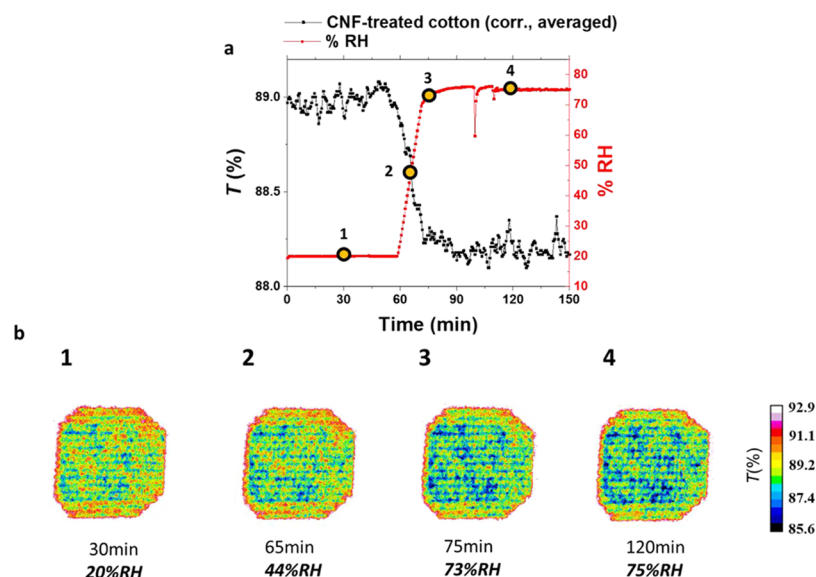 CNF-treated cotton (corr., averaged)
% RH
a
T (%)
89.0
88.5
88.0
80
70
60
50
40
30
20
10
% RH
1
2
3
4
0 30 60 90 120 150
Time (min)
b
1 2 3 4
92.9
91.1
89.2
87.4
85.6
T(%)
30min 65min 75min 120min
20%RH 44%RH 73%RH 75%RH